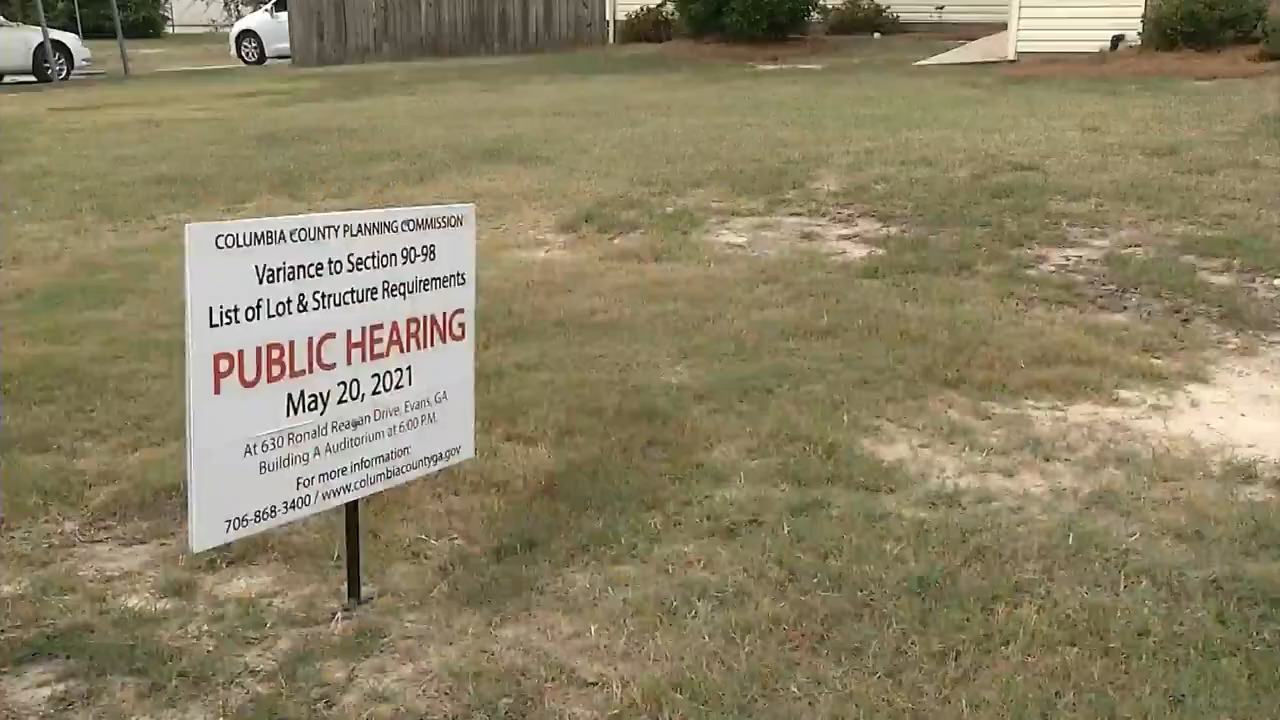 COLUMBIA COUNTY PLANNING COMMISSION
Variance to Section 90-98
List of Lot & Structure Requirements
PUBLIC HEARING
May 20, 2021
At 630 Ronald Reagan Drive, Evans, GA
Building A Auditorium at 6:00 P.M.
For more information:
706-868-3400 / www.columbiacountyga.gov